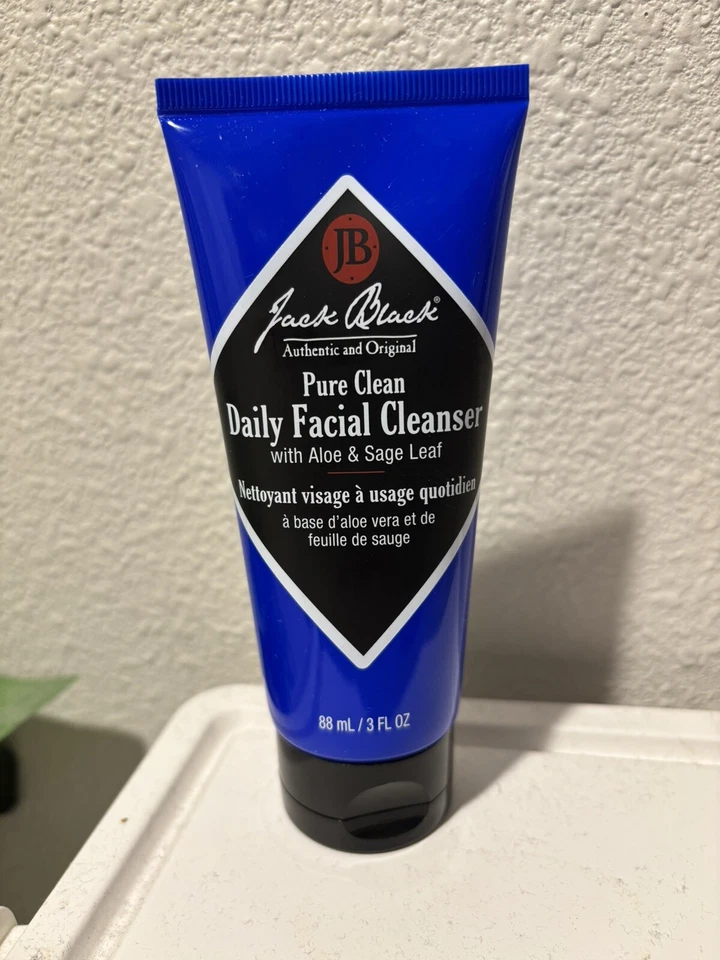 JB
Jack Black®
Authentic and Original
Pure Clean
Daily Facial Cleanser
with Aloe & Sage Leaf
Nettoyant visage à usage quotidien
à base d'aloe vera et de
feuille de sauge
88 mL / 3 FL OZ